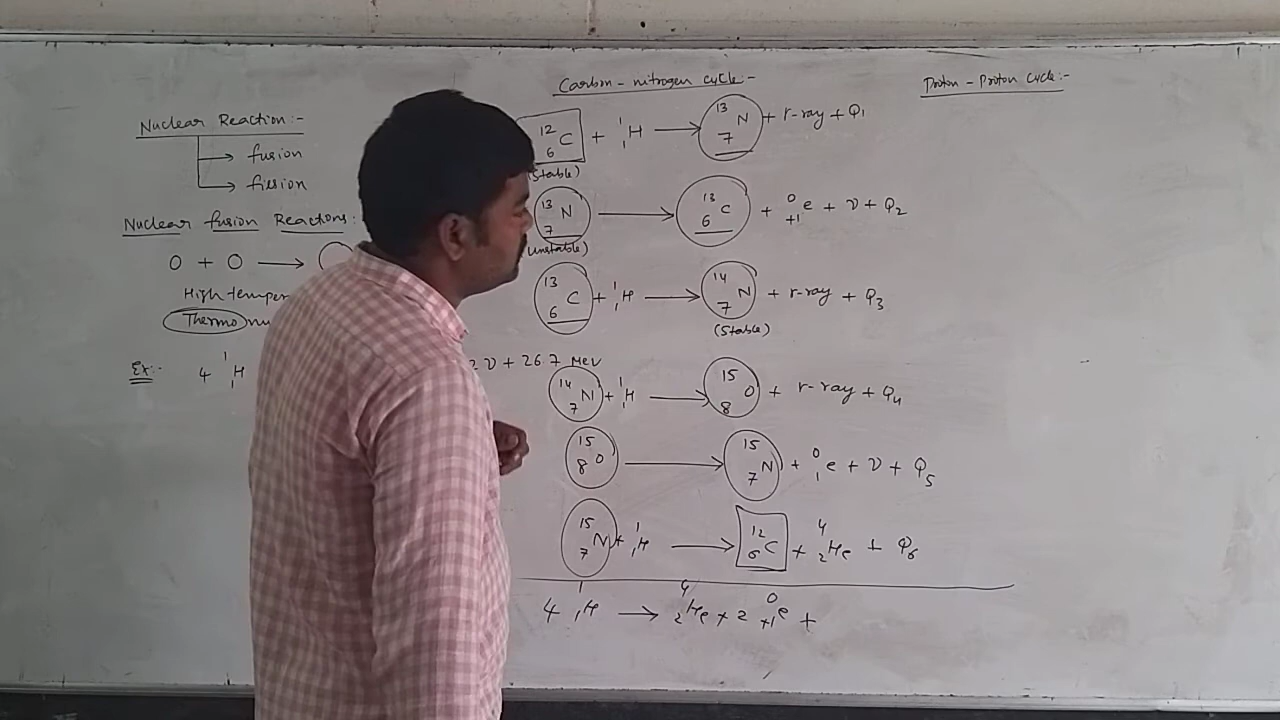 Nuclear Reaction :-
fusion
fission
Nuclear fusion Reactions:
O + O ⟶
High temper
Thermo nu
Ex:- 4 ¹₁H
2ν + 26.7 MeV
Carbon - nitrogen cycle :-
¹²₆C + ¹₁H ⟶ ¹³₇N + r-ray + Q₁
(Stable)
¹³₇N ⟶ ¹³₆C + ⁰₊₁e + ν + Q₂
(Unstable)
¹³₆C + ¹₁H ⟶ ¹⁴₇N + r-ray + Q₃
(Stable)
¹⁴₇N + ¹₁H ⟶ ¹⁵₈O + r-ray + Q₄
¹⁵₈O ⟶ ¹⁵₇N + ⁰₁e + ν + Q₅
¹⁵₇N + ¹₁H ⟶ ¹²₆C + ⁴₂He + Q₆
4 ¹₁H ⟶ ⁴₂He + 2 ⁰₊₁e +
Proton - Proton cycle :-